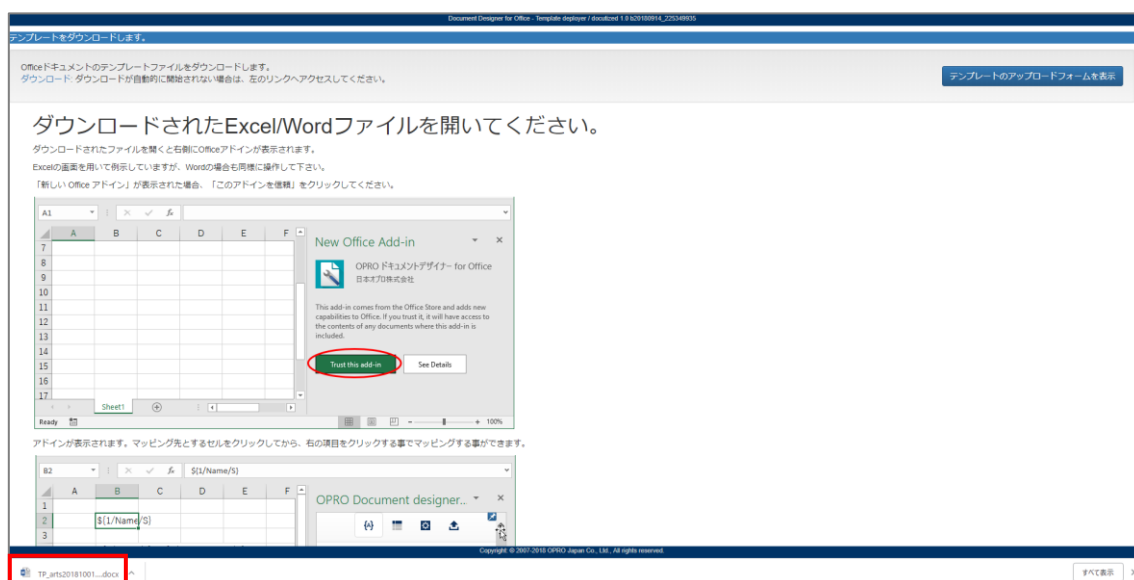 Document Designer for Office - Template deployer / doculized 1.0 b20180914_225349935
テンプレートをダウンロードします。
Officeドキュメントのテンプレートファイルをダウンロードします。
ダウンロード: ダウンロードが自動的に開始されない場合は、左のリンクへアクセスしてください。
テンプレートのアップロードフォームを表示
ダウンロードされたExcel/Wordファイルを開いてください。
ダウンロードされたファイルを開くと右側にOfficeアドインが表示されます。
Excelの画面を用いて例示していますが、Wordの場合も同様に操作して下さい。
「新しい Office アドイン」が表示された場合、「このアドインを信頼」をクリックしてください。
A1
fx
A B C D E F
7
8
9
10
11
12
13
14
15
16
17
New Office Add-in
OPRO ドキュメントデザイナー for Office
日本オプロ株式会社
This add-in comes from the Office Store and adds new
capabilities to Office. If you trust it, it will have access to
the contents of any documents where this add-in is
included.
Trust this add-in See Details
Sheet1
Ready 100%
アドインが表示されます。マッピング先とするセルをクリックしてから、右の項目をクリックする事でマッピングする事ができます。
B2 fx ${1/Name/S}
A B C D E F
1
2 ${1/Name/S}
3
OPRO Document designer..
Copyright © 2007-2018 OPRO Japan Co., Ltd., All rights reserved.
TP_arts20181001....docx
すべて表示